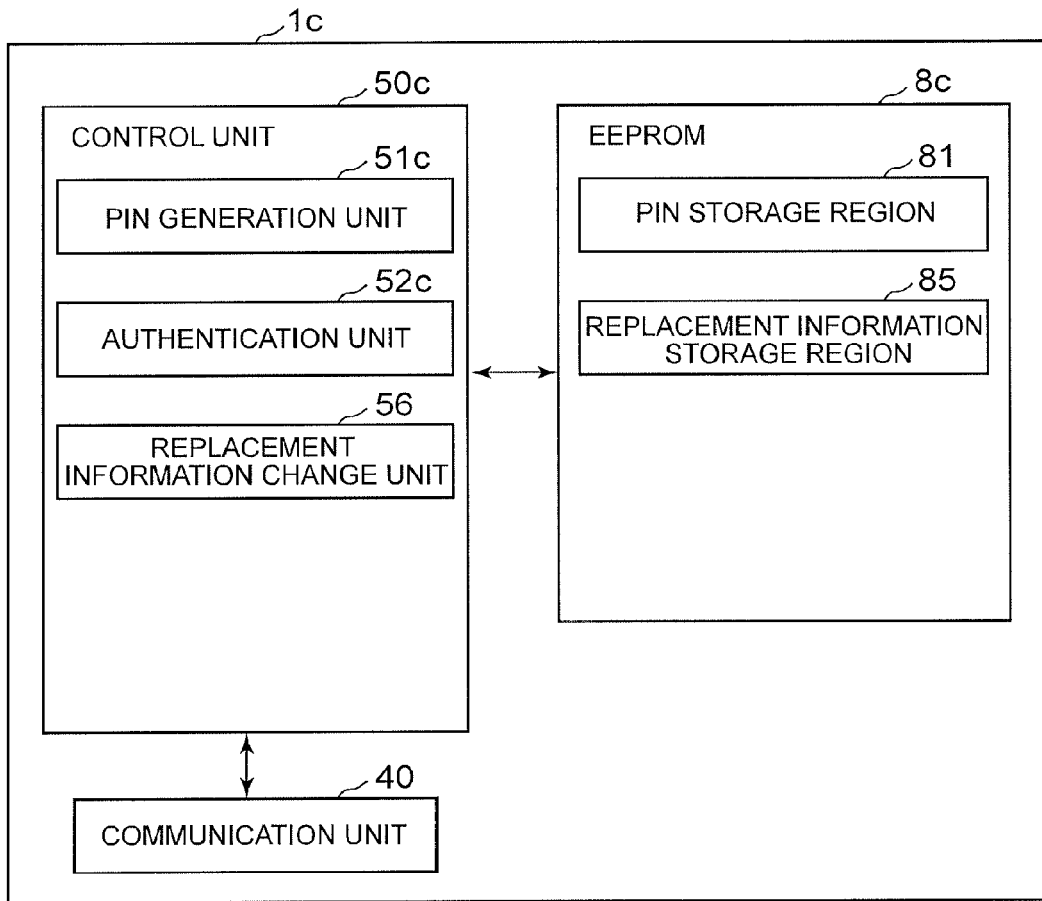 1c
50c
CONTROL UNIT
51c
PIN GENERATION UNIT
52c
AUTHENTICATION UNIT
56
REPLACEMENT
INFORMATION CHANGE UNIT
8c
EEPROM
81
PIN STORAGE REGION
85
REPLACEMENT INFORMATION
STORAGE REGION
40
COMMUNICATION UNIT